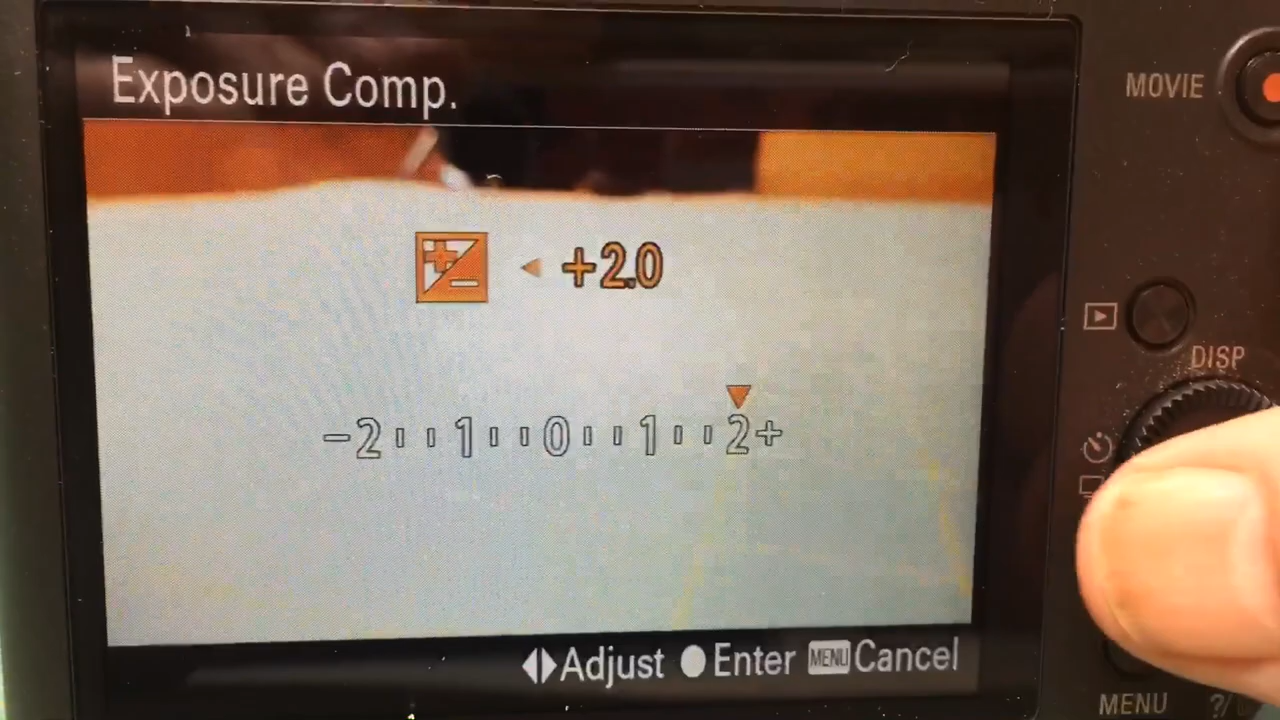 Exposure Comp.
MOVIE
+2.0
DISP
-2 1 0 1 2+
Adjust Enter MENU Cancel
MENU ?/